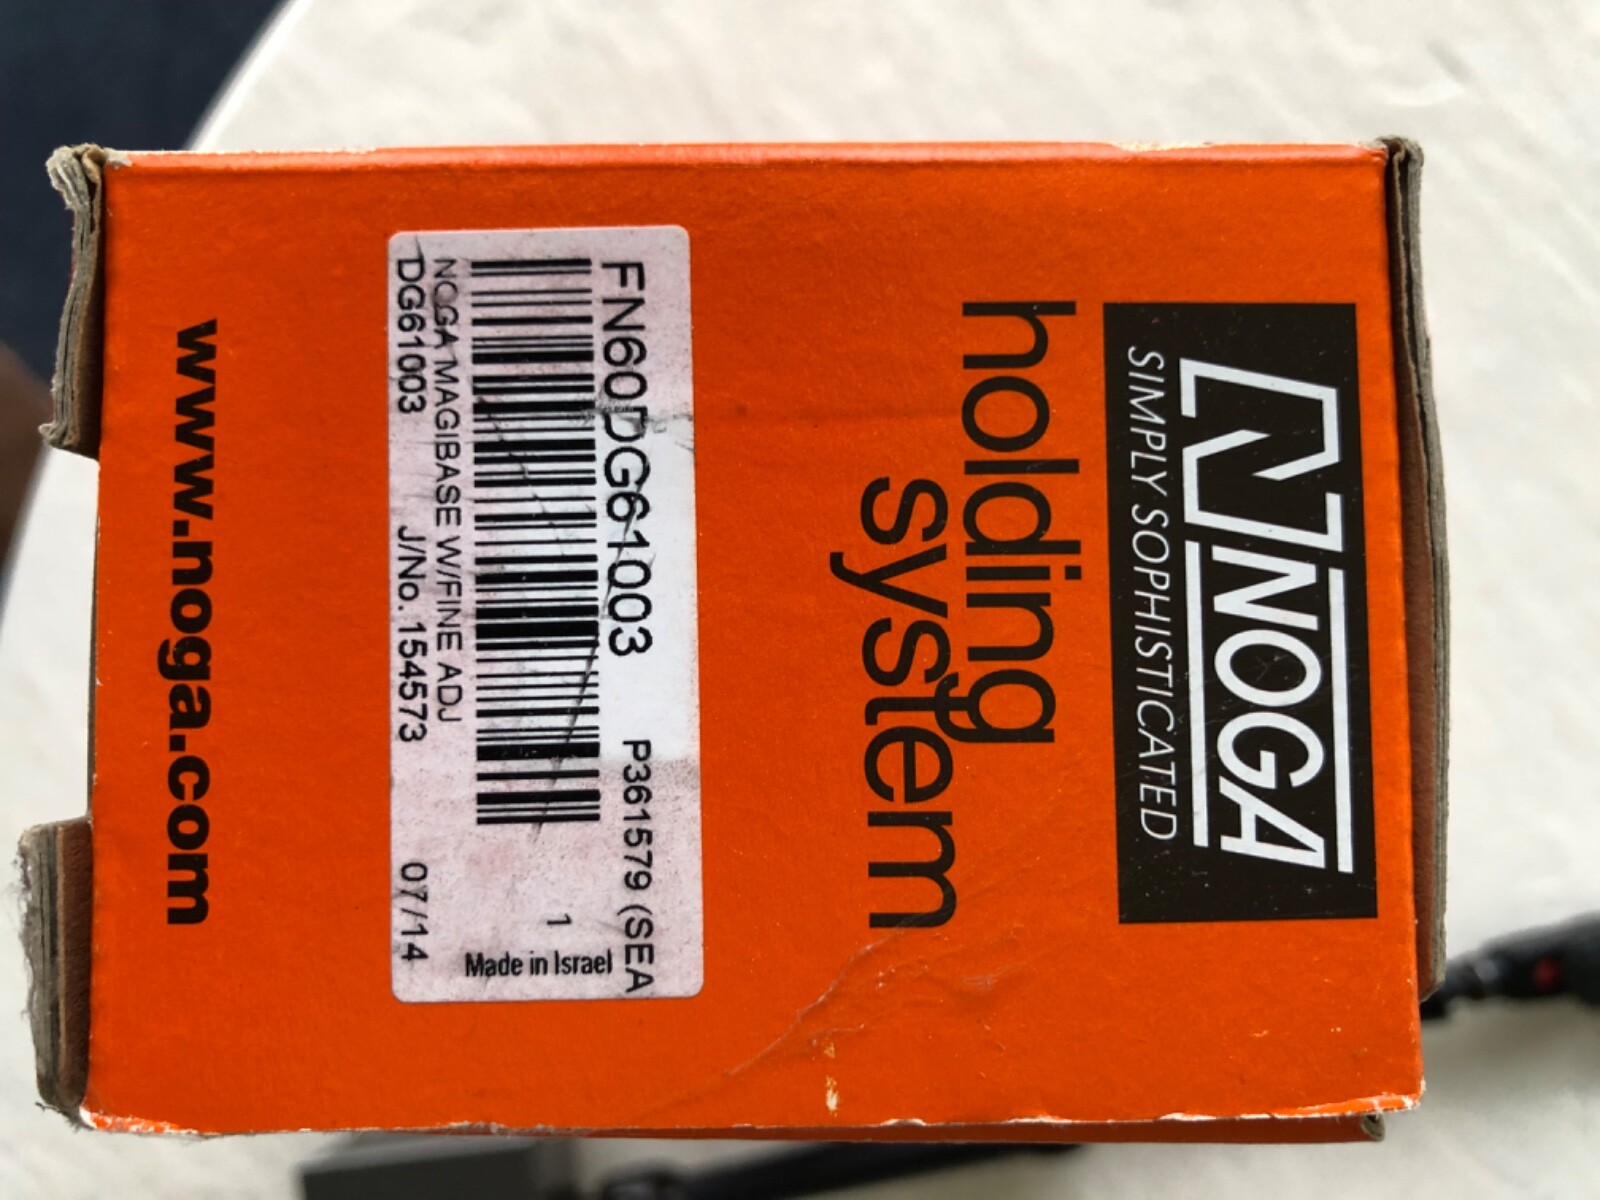 NOGA
SIMPLY SOPHISTICATED
holding
system
FN60DG61003 P361579 (SEA
1
Made in Israel
NOGA MAGIBASE W/FINE ADJ
DG61003 J/No. 154573 07/14
www.noga.com